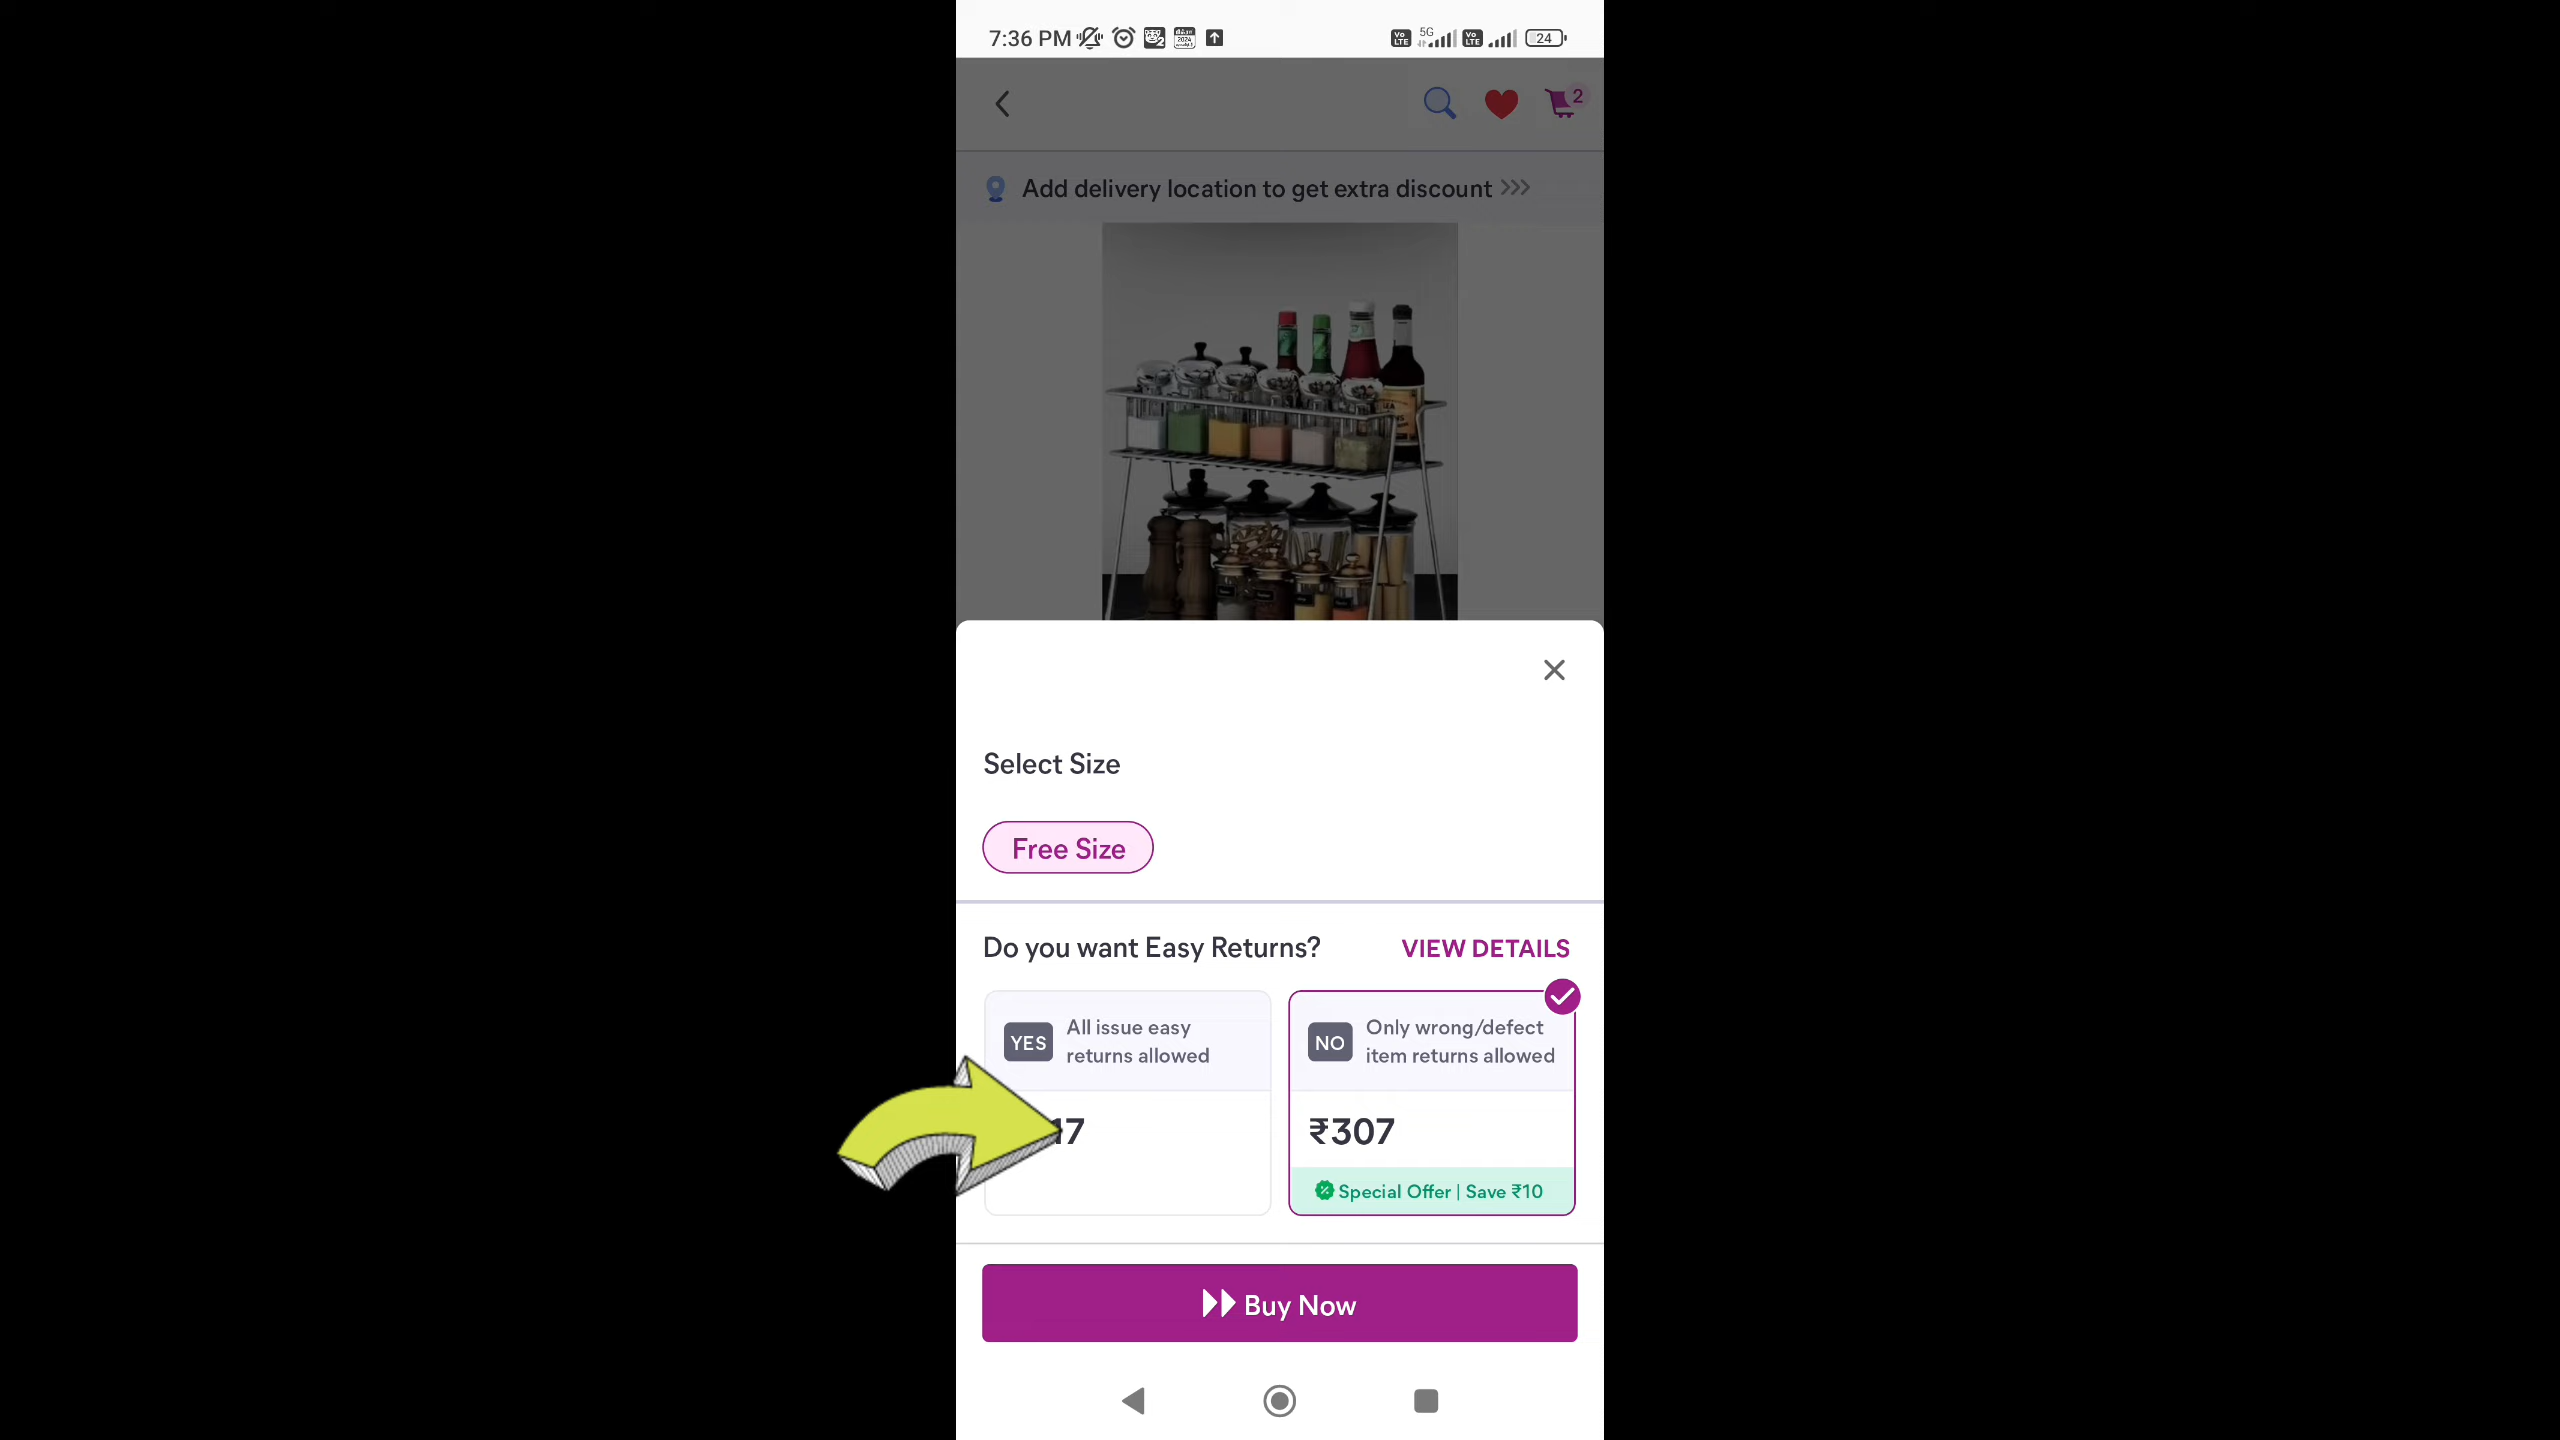 7:36 PM
5G
24
2
Add delivery location to get extra discount >>>
Select Size
Free Size
Do you want Easy Returns? VIEW DETAILS
YES All issue easy
returns allowed
NO Only wrong/defect
item returns allowed
17
₹307
Special Offer | Save ₹10
Buy Now